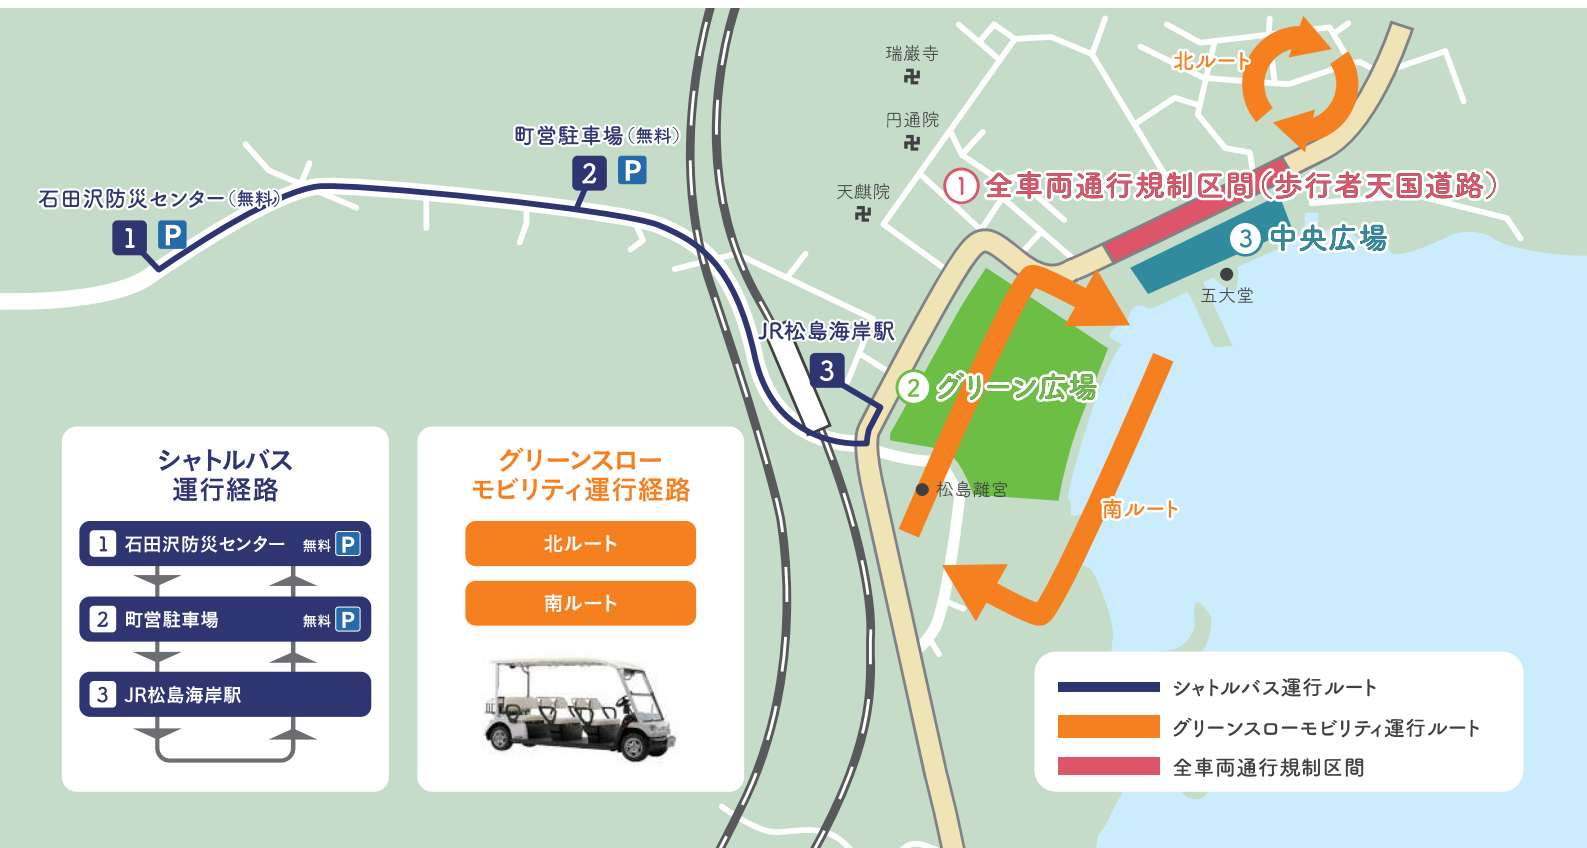 瑞巌寺
円通院
天麒院
北ルート
町営駐車場（無料）
2 P
石田沢防災センター（無料）
1 P
① 全車両通行規制区間（歩行者天国道路）
③ 中央広場
五大堂
JR松島海岸駅
3
② グリーン広場
松島離宮
南ルート
シャトルバス
運行経路
1 石田沢防災センター 無料 P
2 町営駐車場 無料 P
3 JR松島海岸駅
グリーンスロー
モビリティ運行経路
北ルート
南ルート
シャトルバス運行ルート
グリーンスローモビリティ運行ルート
全車両通行規制区間